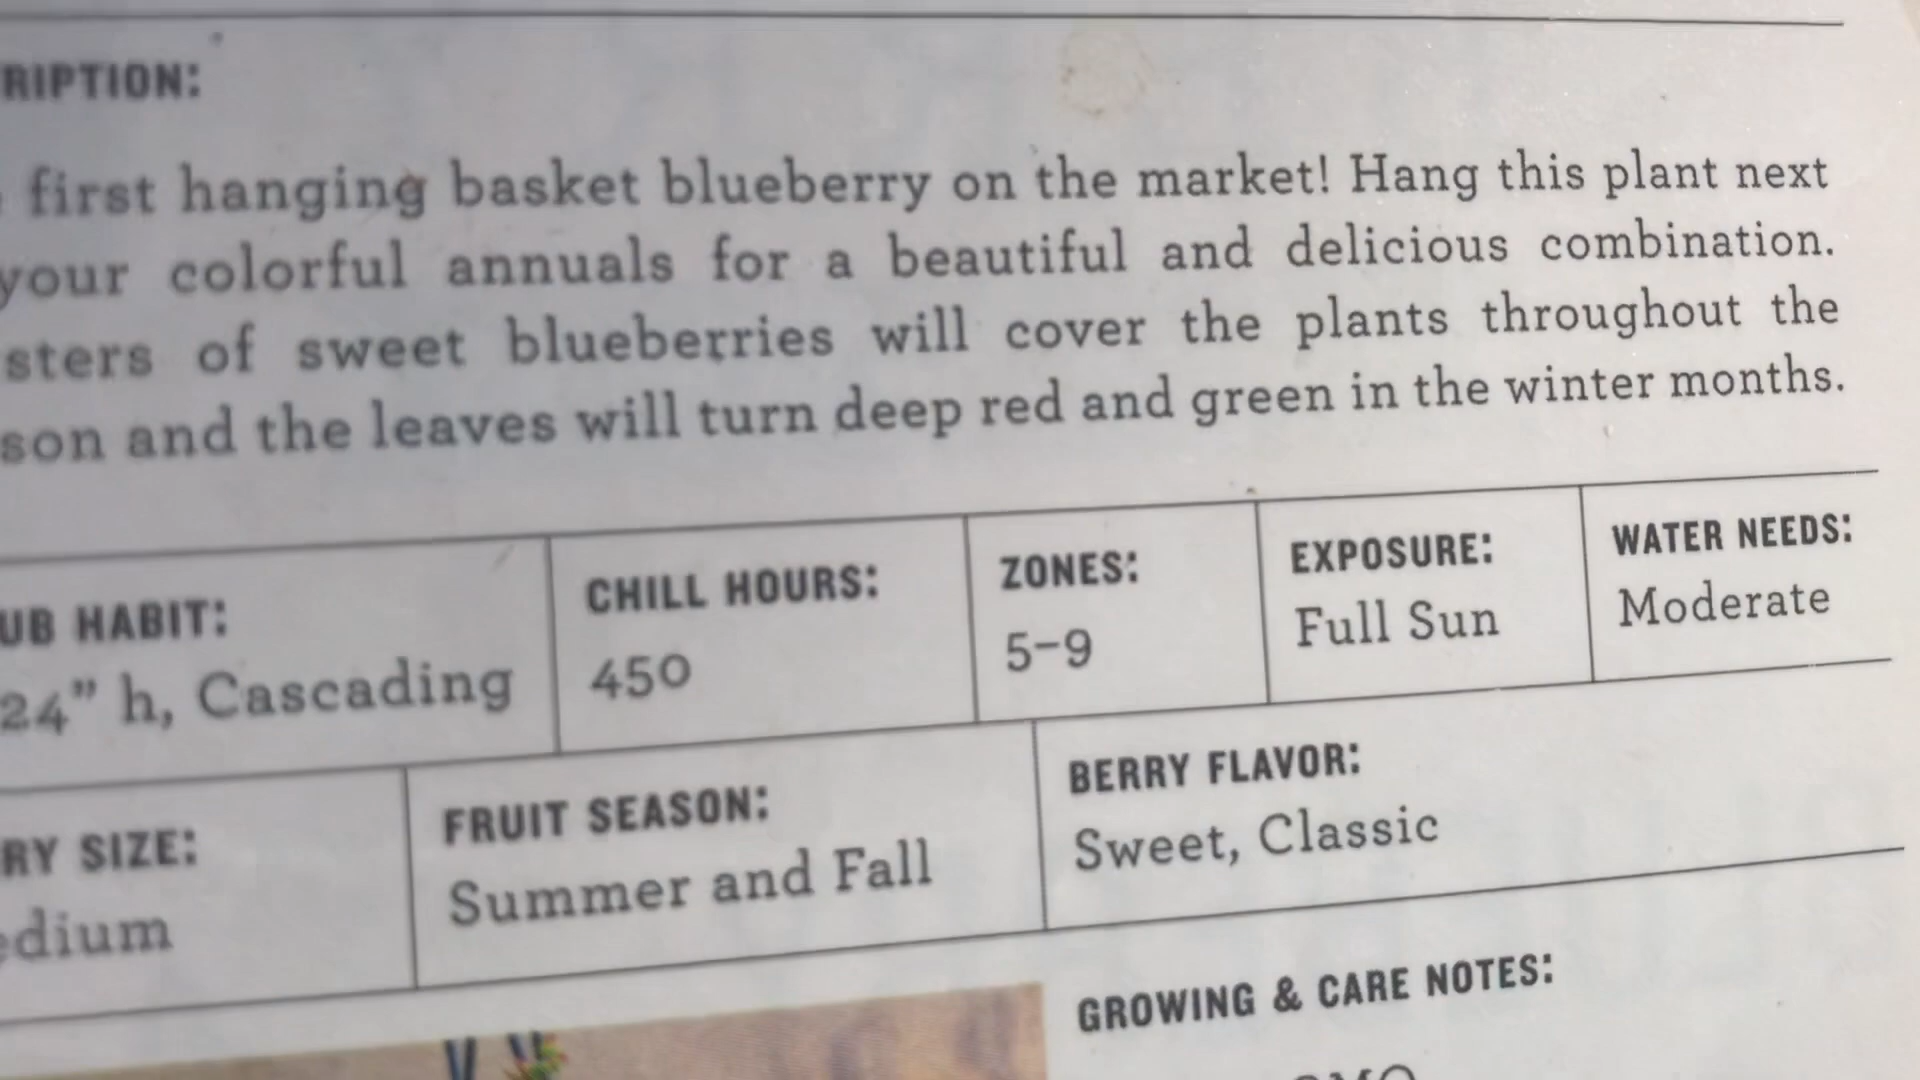 RIPTION:
first hanging basket blueberry on the market! Hang this plant next
your colorful annuals for a beautiful and delicious combination.
sters of sweet blueberries will cover the plants throughout the
son and the leaves will turn deep red and green in the winter months.
UB HABIT:
24” h, Cascading
CHILL HOURS:
450
ZONES:
5-9
EXPOSURE:
Full Sun
WATER NEEDS:
Moderate
RY SIZE:
edium
FRUIT SEASON:
Summer and Fall
BERRY FLAVOR:
Sweet, Classic
GROWING & CARE NOTES: